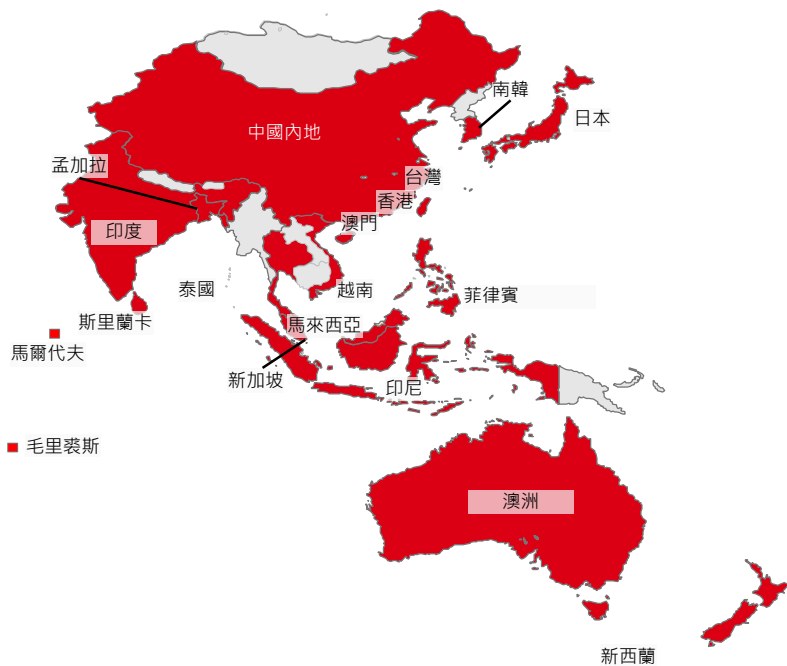 南韓
日本
中國內地
孟加拉
台灣
香港
澳門
印度
泰國
越南
菲律賓
斯里蘭卡
馬來西亞
馬爾代夫
新加坡
印尼
毛里裘斯
澳洲
新西蘭